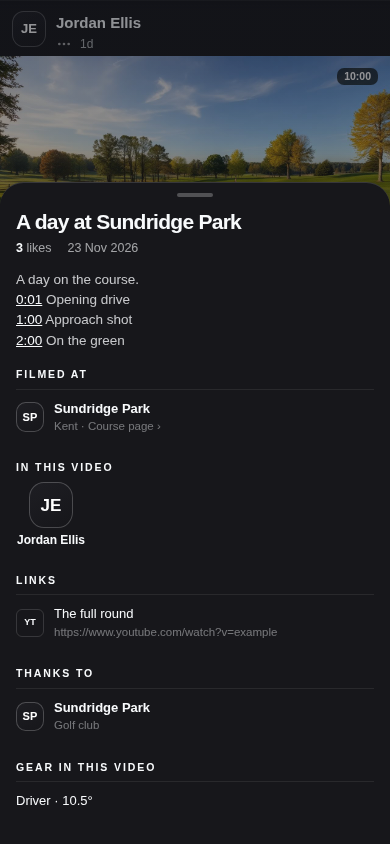 JE
Jordan Ellis
••• 1d
10:00
A day at Sundridge Park
3 likes 23 Nov 2026
A day on the course.
0:01 Opening drive
1:00 Approach shot
2:00 On the green
FILMED AT
SP
Sundridge Park
Kent · Course page ›
IN THIS VIDEO
JE
Jordan Ellis
LINKS
YT
The full round
https://www.youtube.com/watch?v=example
THANKS TO
SP
Sundridge Park
Golf club
GEAR IN THIS VIDEO
Driver · 10.5°